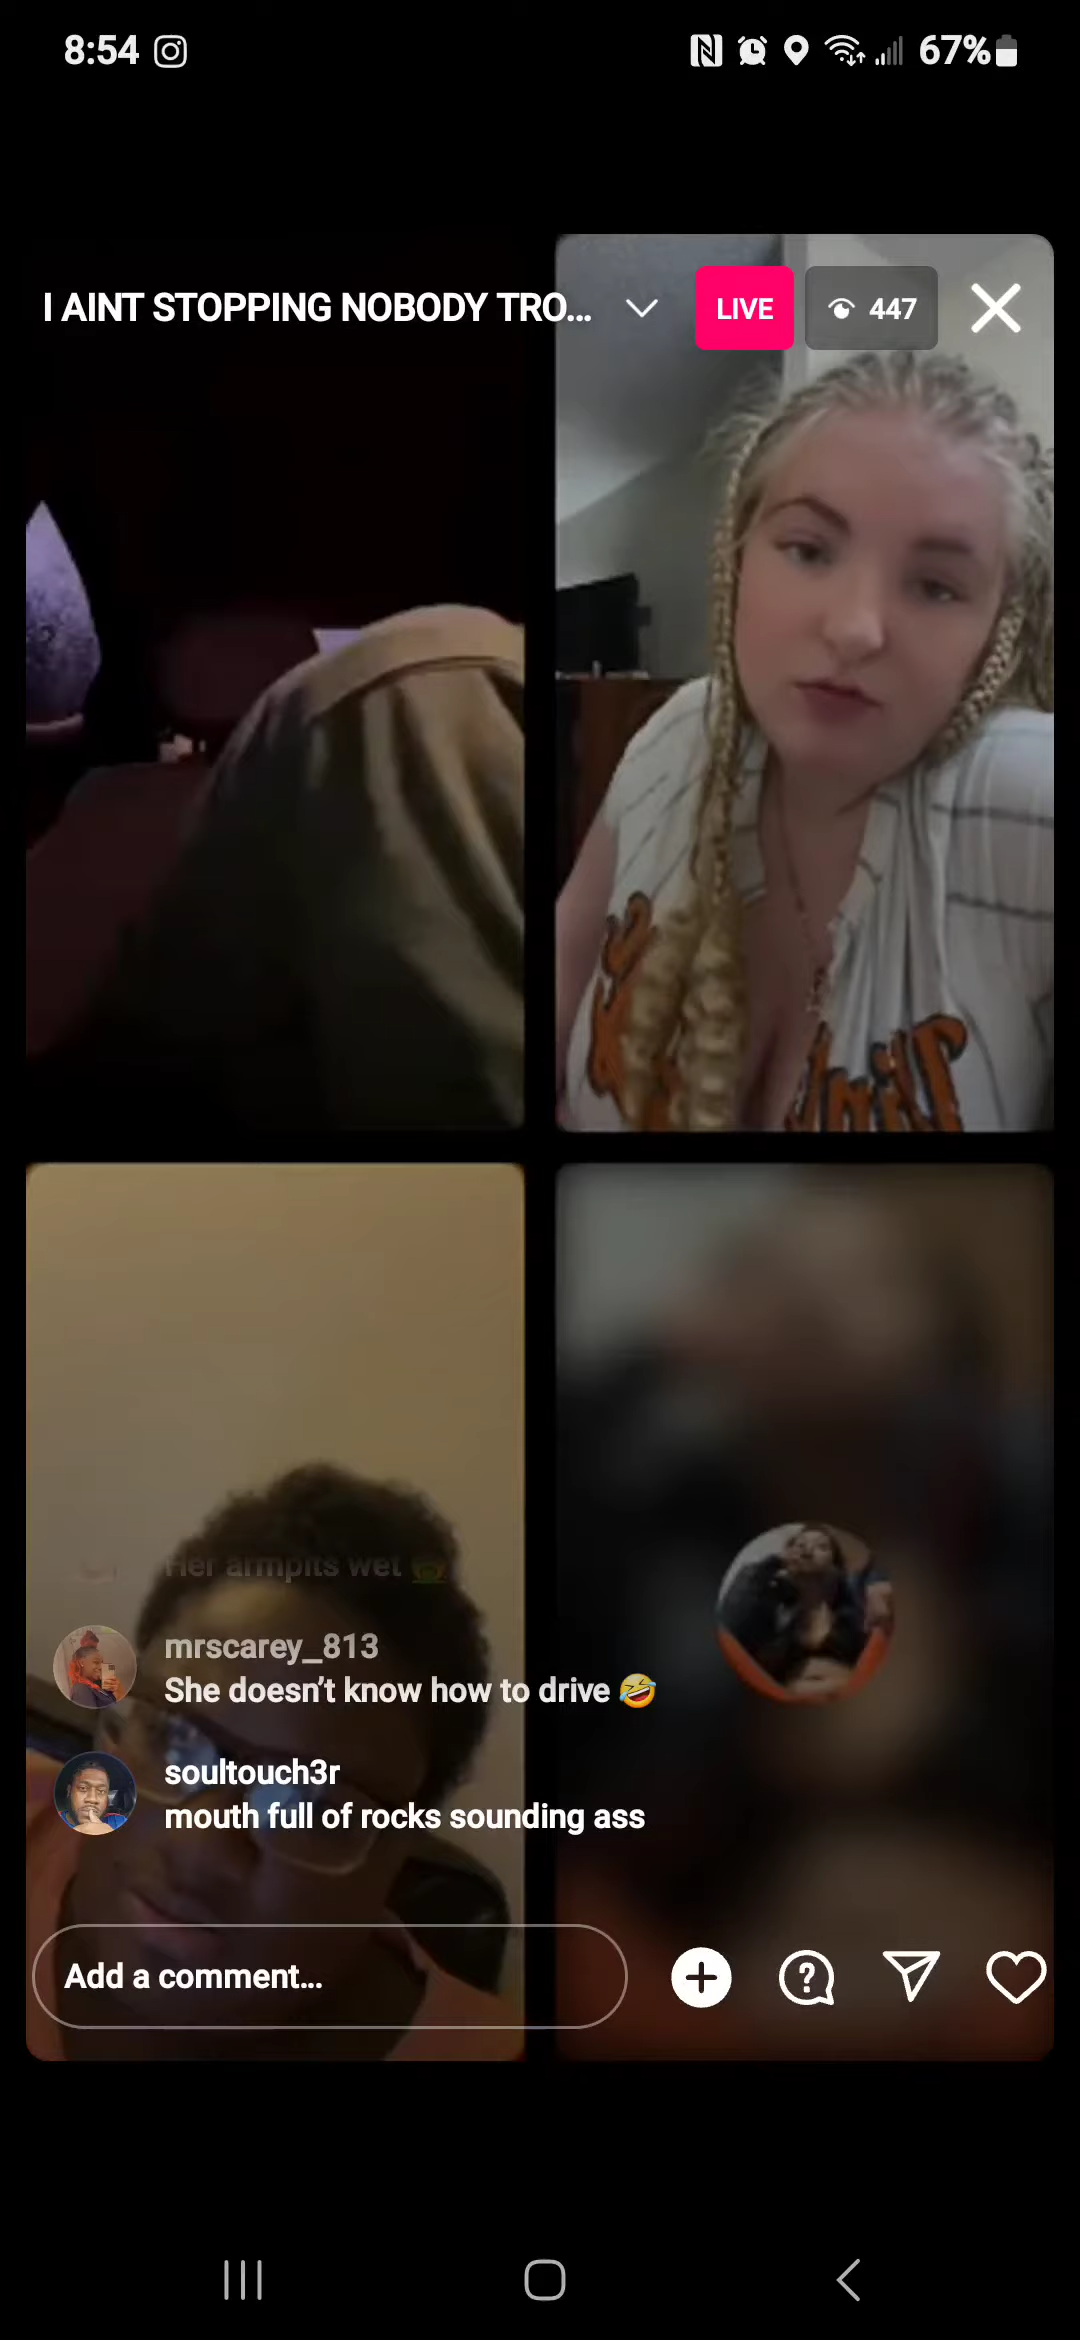 8:54
67%
I AINT STOPPING NOBODY TRO...
LIVE
447
Her armpits wet
mrscarey_813
She doesn't know how to drive 🤣
soultouch3r
mouth full of rocks sounding ass
Add a comment...